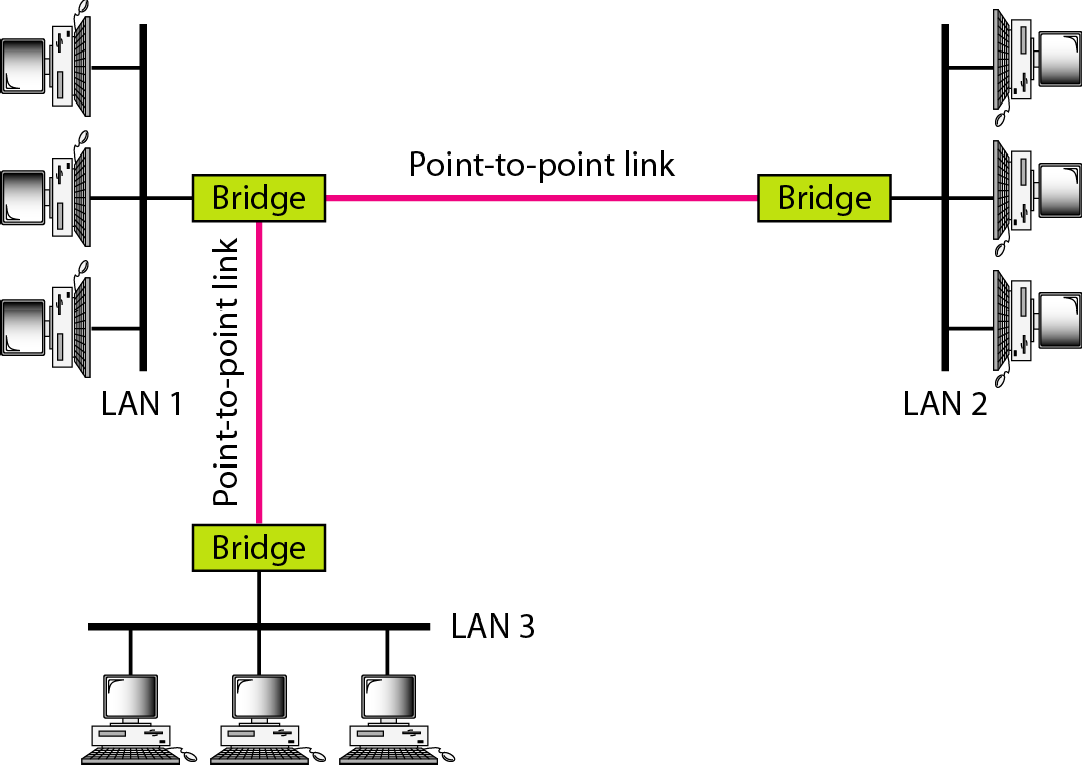 Point-to-point link
Bridge
Bridge
Point-to-point link
LAN 1
LAN 2
Bridge
LAN 3